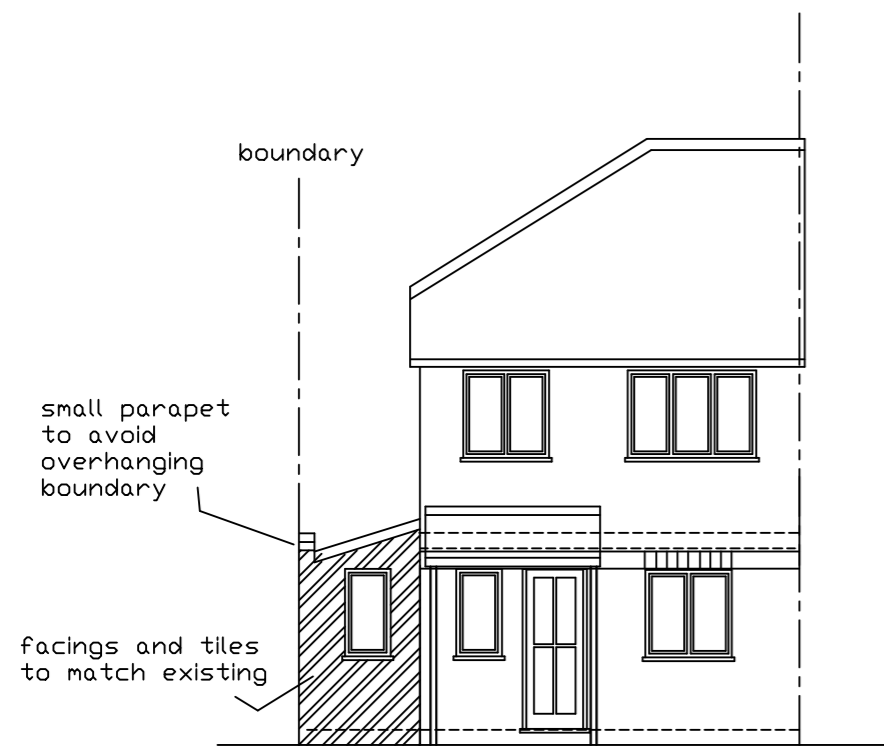 boundary
small parapet
to avoid
overhanging
boundary
facings and tiles
to match existing